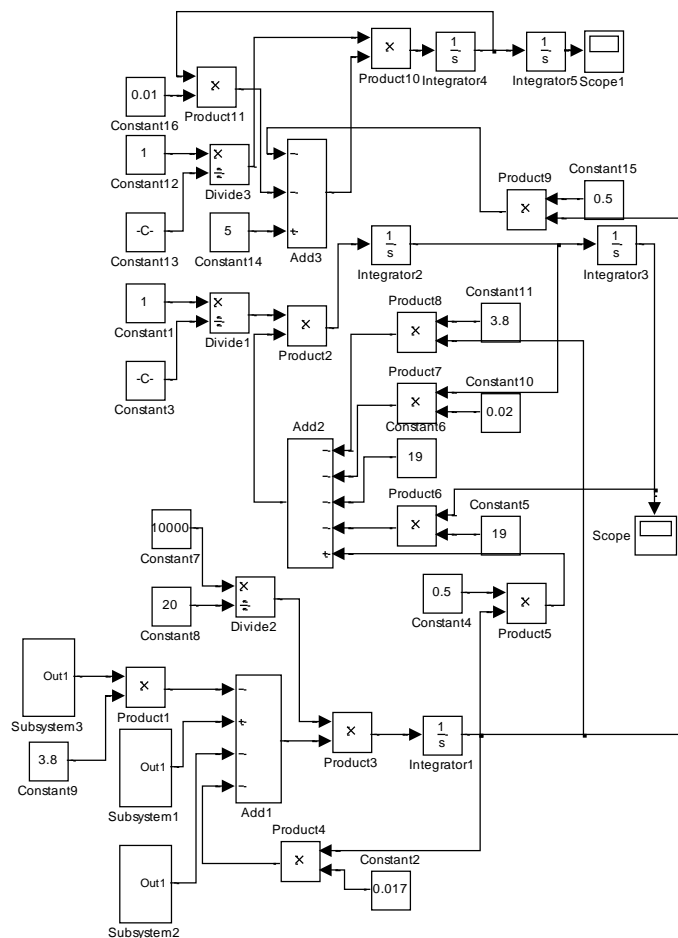 1
s
1
s
Product10
Integrator4
Integrator5
Scope1
0.01
Product11
Constant16
1
Constant12
Divide3
Product9
Constant15
0.5
-C-
5
Constant13
Constant14
Add3
1
s
Integrator2
1
s
Integrator3
1
Constant1
Divide1
Product2
Product8
Constant11
3.8
Product7
Constant10
-C-
Constant3
0.02
Add2
Constant6
19
Product6
Constant5
19
Scope
10000
Constant7
20
Constant8
Divide2
0.5
Constant4
Product5
Out1
Subsystem3
Product1
3.8
Constant9
Out1
Subsystem1
Add1
Product3
1
s
Integrator1
Product4
Constant2
0.017
Out1
Subsystem2